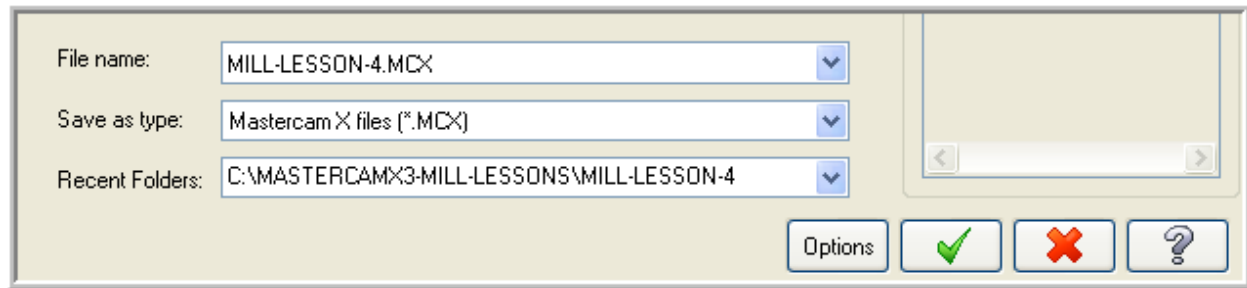 File name: MILL-LESSON-4.MCX
Save as type: Mastercam X files (*.MCX)
Recent Folders: C:\MASTERCAMX3-MILL-LESSONS\MILL-LESSON-4
Options